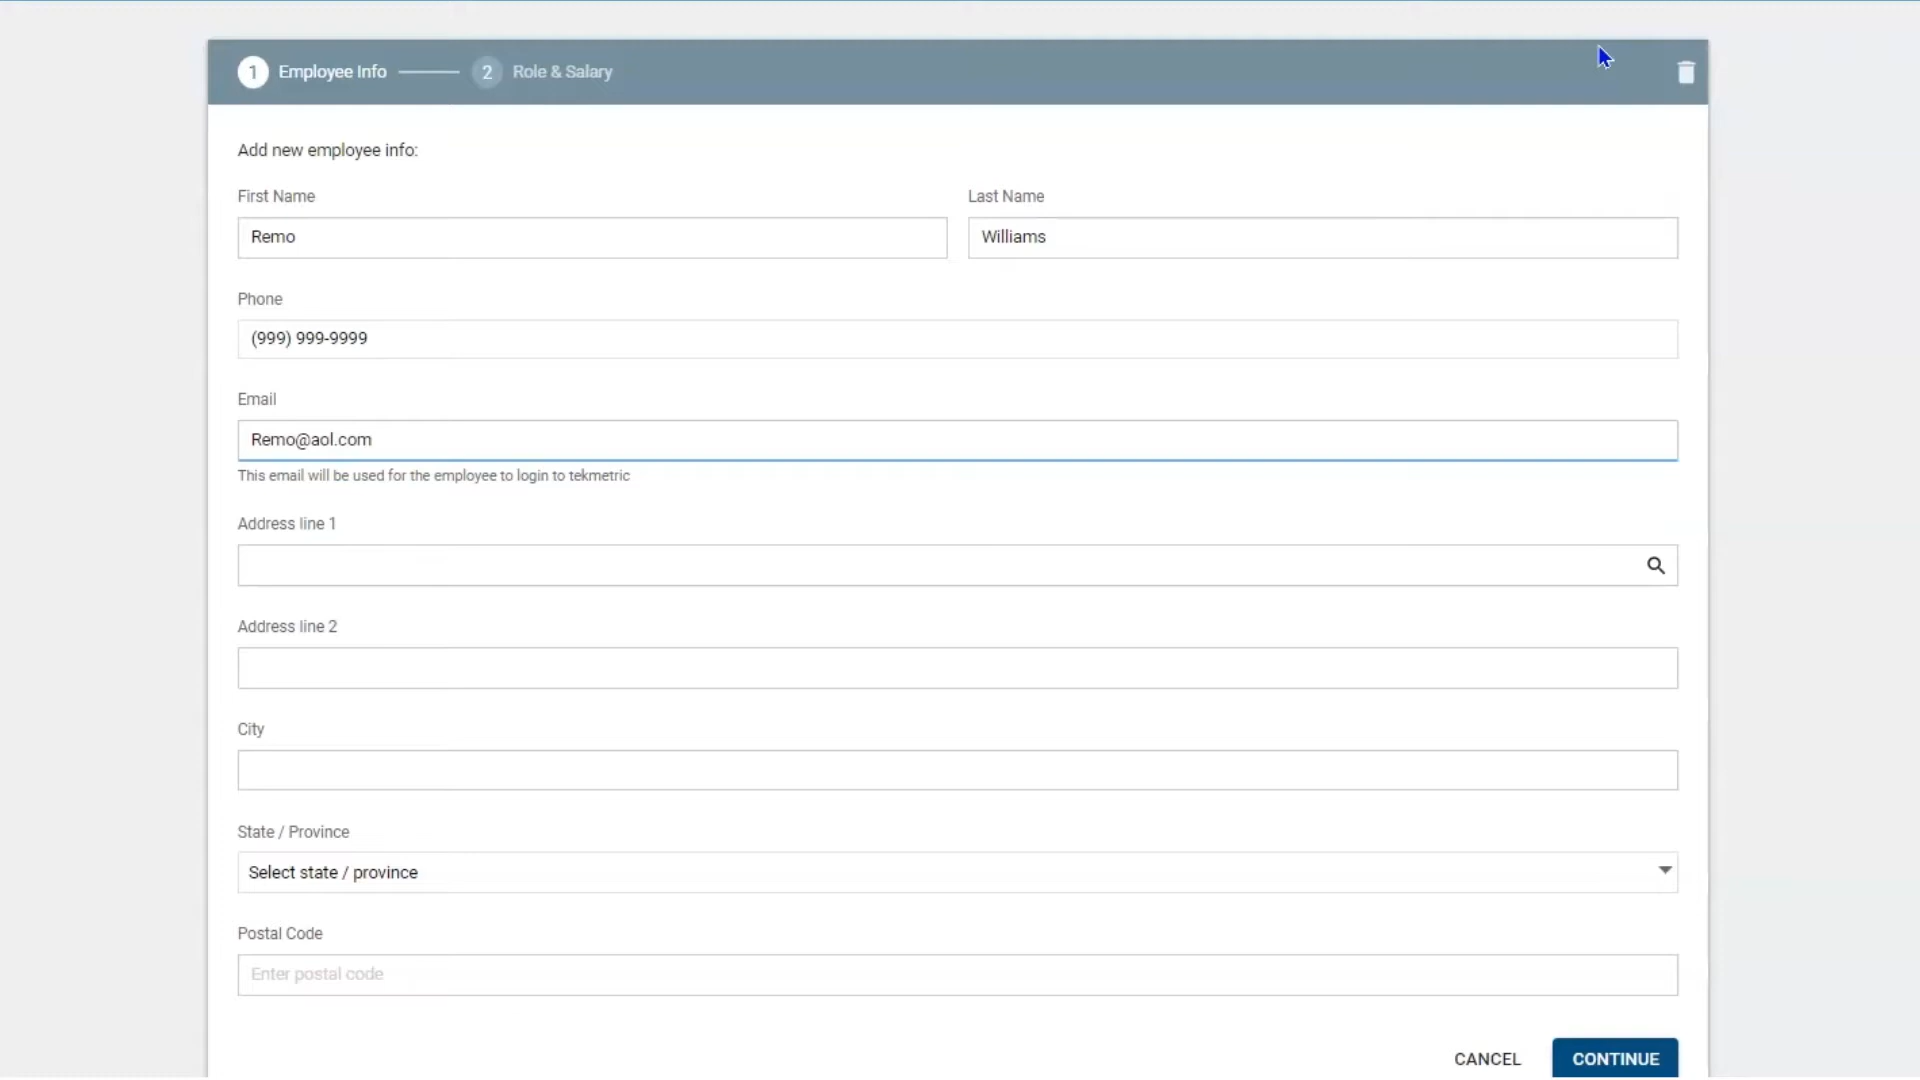 1 Employee Info 2 Role & Salary
Add new employee info:
First Name Last Name
Remo Williams
Phone
(999) 999-9999
Email
Remo@aol.com
This email will be used for the employee to login to tekmetric
Address line 1
Address line 2
City
State / Province
Select state / province
Postal Code
Enter postal code
CANCEL CONTINUE